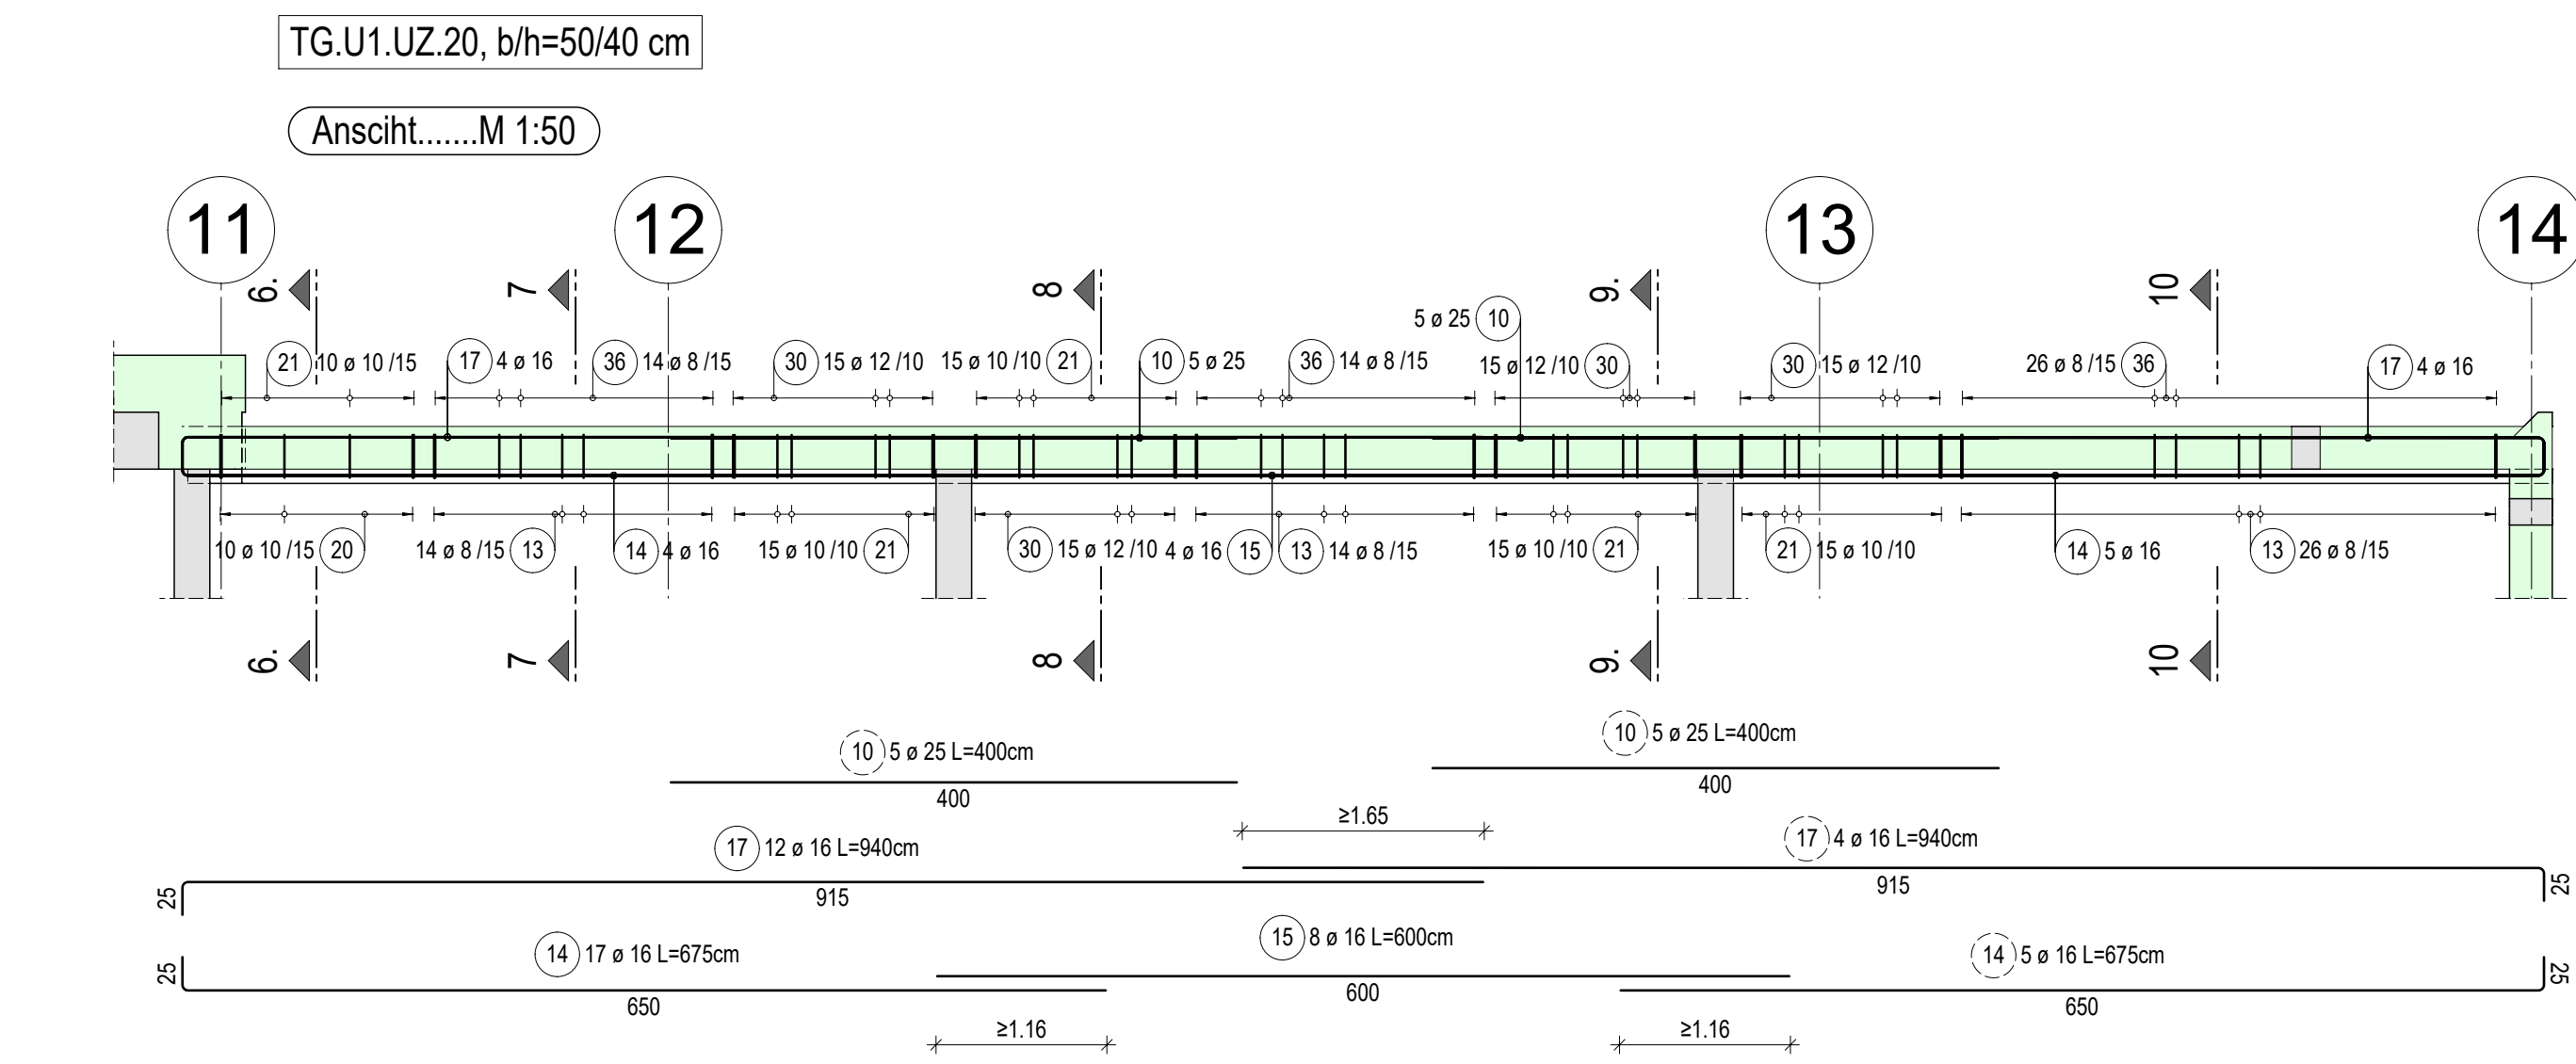 TG.U1.UZ.20, b/h=50/40 cm
Ansciht.......M 1:50
11
12
13
14
6.
7
8
9.
10
5 ø 25 10
21 10 ø 10 /15
17 4 ø 16
36 14 ø 8 /15
30 15 ø 12 /10
15 ø 10 /10 21
10 5 ø 25
36 14 ø 8 /15
15 ø 12 /10 30
30 15 ø 12 /10
26 ø 8 /15 36
17 4 ø 16
10 ø 10 /15 20
14 ø 8 /15 13
14 4 ø 16
15 ø 10 /10 21
30 15 ø 12 /10
4 ø 16 15
13 14 ø 8 /15
15 ø 10 /10 21
21 15 ø 10 /10
14 5 ø 16
13 26 ø 8 /15
6.
7
8
9.
10
10 5 ø 25 L=400cm
400
10 5 ø 25 L=400cm
400
≥1.65
17 12 ø 16 L=940cm
25
915
17 4 ø 16 L=940cm
915
25
14 17 ø 16 L=675cm
25
650
15 8 ø 16 L=600cm
600
14 5 ø 16 L=675cm
650
25
≥1.16
≥1.16